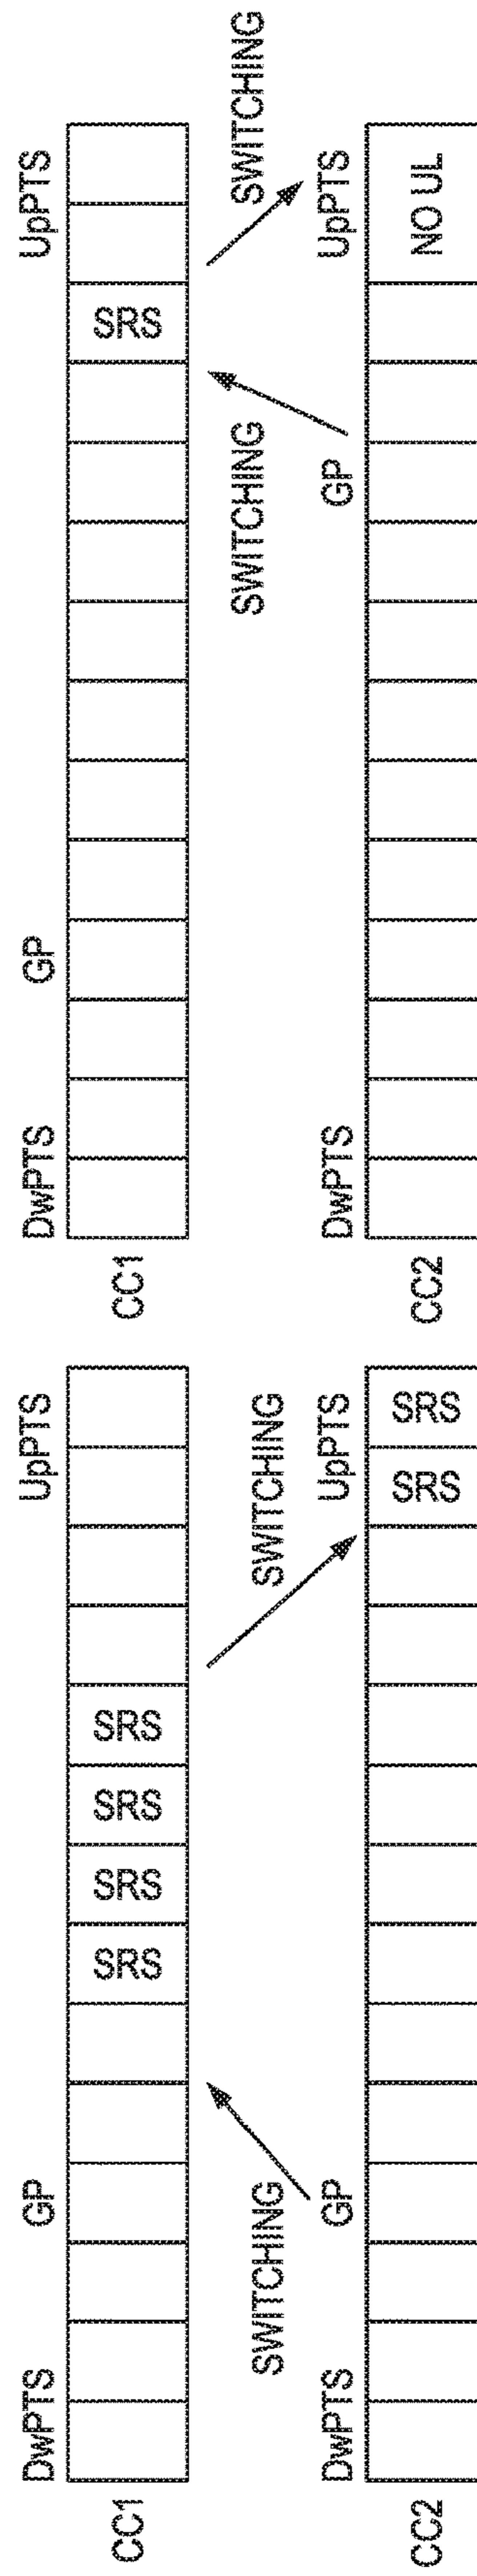 DwPTS GP UpPTS
CC1 SRS SRS SRS SRS
SWITCHING SWITCHING
DwPTS GP UpPTS
CC2 SRS SRS
DwPTS GP UpPTS
CC1 SRS
SWITCHING SWITCHING
DwPTS GP UpPTS
CC2 NO UL